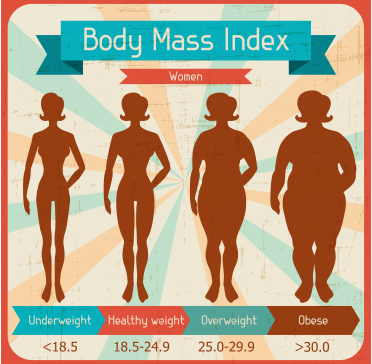 Body Mass Index
Women
Underweight Healthy weight Overweight Obese
<18.5 18.5-24.9 25.0-29.9 >30.0